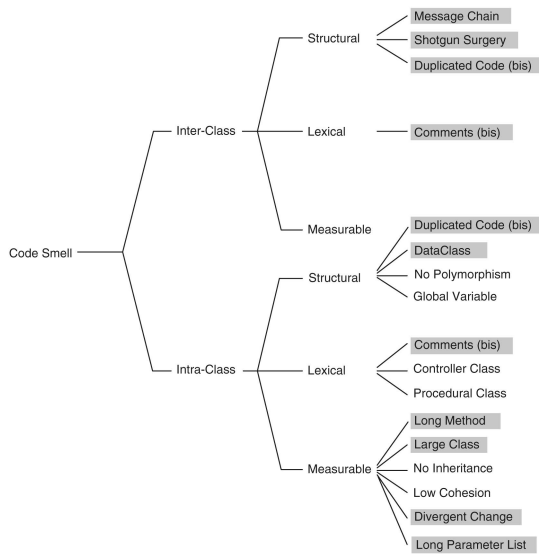 Message Chain
Structural
Shotgun Surgery
Duplicated Code (bis)
Inter-Class
Lexical
Comments (bis)
Measurable
Duplicated Code (bis)
Code Smell
DataClass
Structural
No Polymorphism
Global Variable
Comments (bis)
Intra-Class
Lexical
Controller Class
Procedural Class
Long Method
Large Class
Measurable
No Inheritance
Low Cohesion
Divergent Change
Long Parameter List